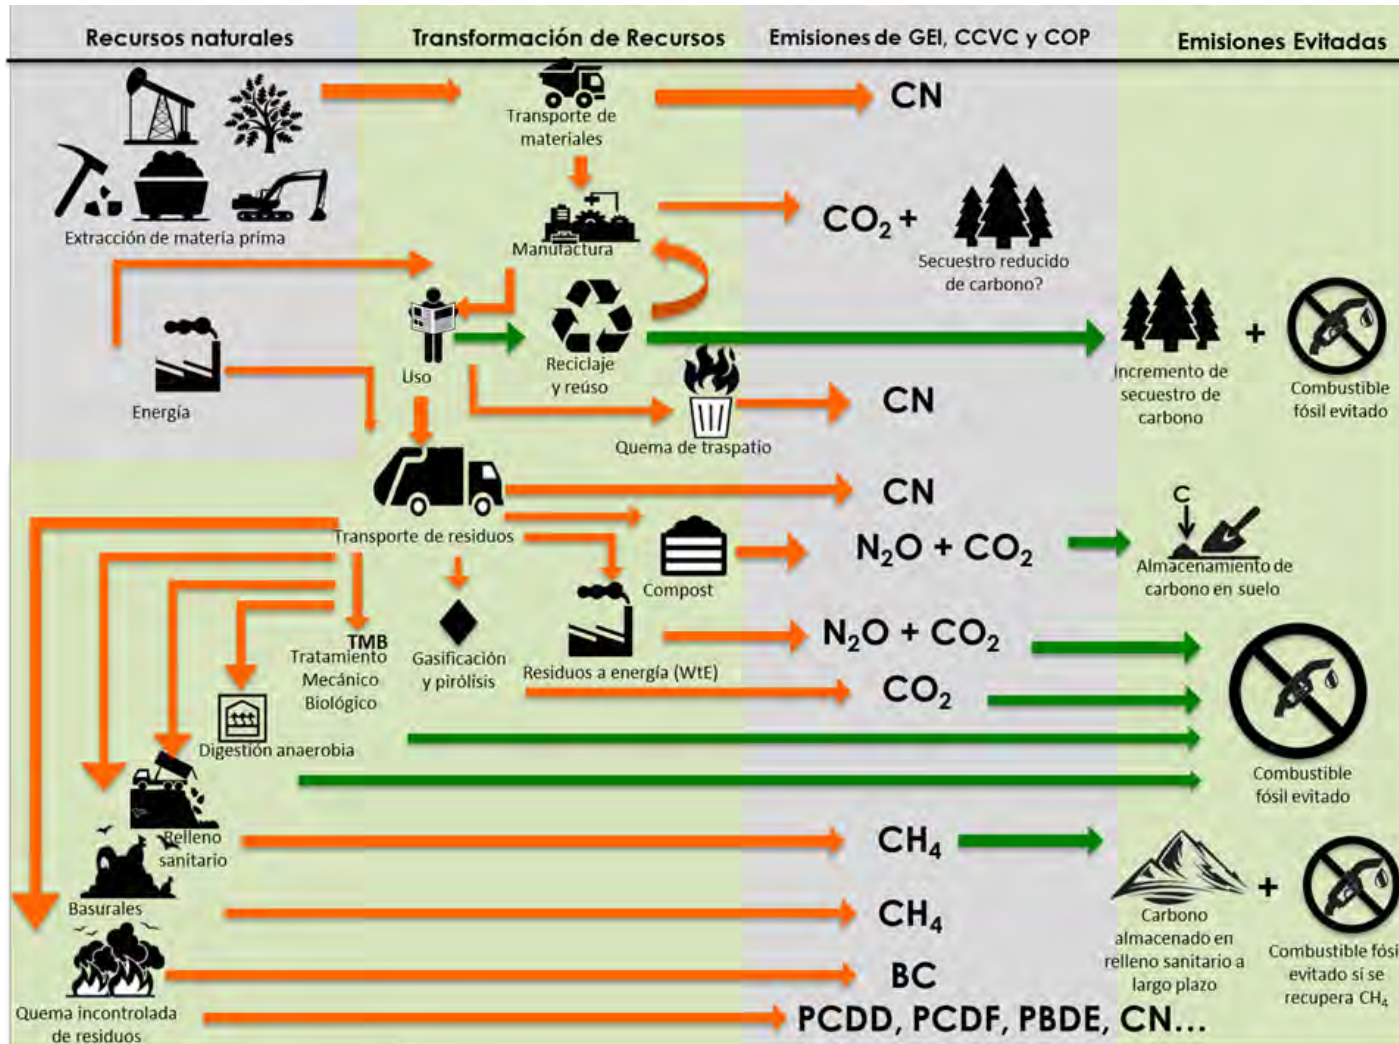 Recursos naturales
Transformación de Recursos
Emisiones de GEI, CCVC y COP
Emisiones Evitadas
Transporte de
materiales
CN
Extracción de materia prima
Manufactura
CO₂ +
Secuestro reducido
de carbono?
Energía
Uso
Reciclaje
y reúso
Incremento de
secuestro de
carbono
+
Combustible
fósil evitado
Quema de traspatio
CN
Transporte de residuos
CN
Compost
N₂O + CO₂
C
Almacenamiento de
carbono en suelo
TMB
Tratamiento
Mecánico
Biológico
Gasificación
y pirólisis
Residuos a energía (WtE)
N₂O + CO₂
CO₂
Combustible
fósil evitado
Digestión anaerobia
Relleno
sanitario
CH₄
Carbono
almacenado en
relleno sanitario a
largo plazo
+
Combustible fósi
evitado si se
recupera CH₄
Basurales
CH₄
Quema incontrolada
de residuos
BC
PCDD, PCDF, PBDE, CN...